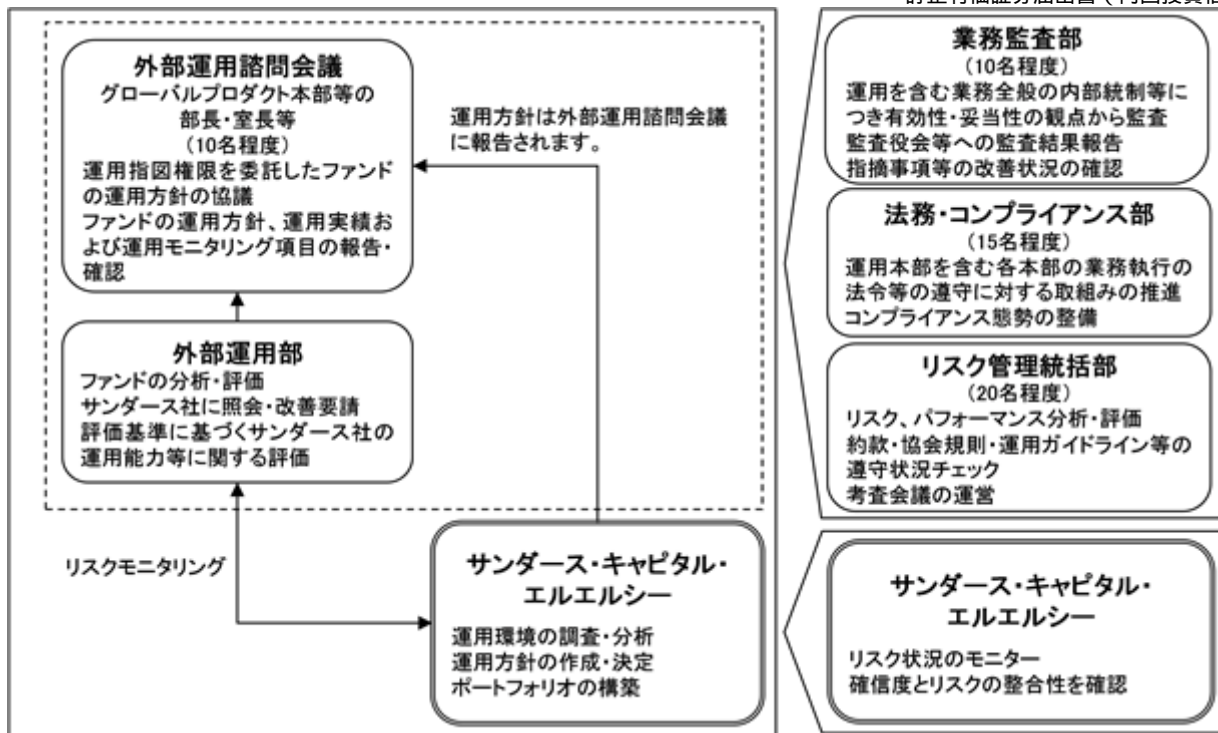 外部運用諮問会議
グローバルプロダクト本部等の
部長・室長等
(10名程度)
運用指図権限を委託したファンド
の運用方針の協議
ファンドの運用方針、運用実績お
よび運用モニタリング項目の報告・
確認
運用方針は外部運用諮問会議
に報告されます。
外部運用部
ファンドの分析・評価
サンダース社に照会・改善要請
評価基準に基づくサンダース社の
運用能力等に関する評価
リスクモニタリング
サンダース・キャピタル・
エルエルシー
運用環境の調査・分析
運用方針の作成・決定
ポートフォリオの構築
業務監査部
(10名程度)
運用を含む業務全般の内部統制等に
つき有効性・妥当性の観点から監査
監査役会等への監査結果報告
指摘事項等の改善状況の確認
法務・コンプライアンス部
(15名程度)
運用本部を含む各本部の業務執行の
法令等の遵守に対する取組みの推進
コンプライアンス態勢の整備
リスク管理統括部
(20名程度)
リスク、パフォーマンス分析・評価
約款・協会規則・運用ガイドライン等の
遵守状況チェック
考査会議の運営
サンダース・キャピタル・
エルエルシー
リスク状況のモニター
確信度とリスクの整合性を確認